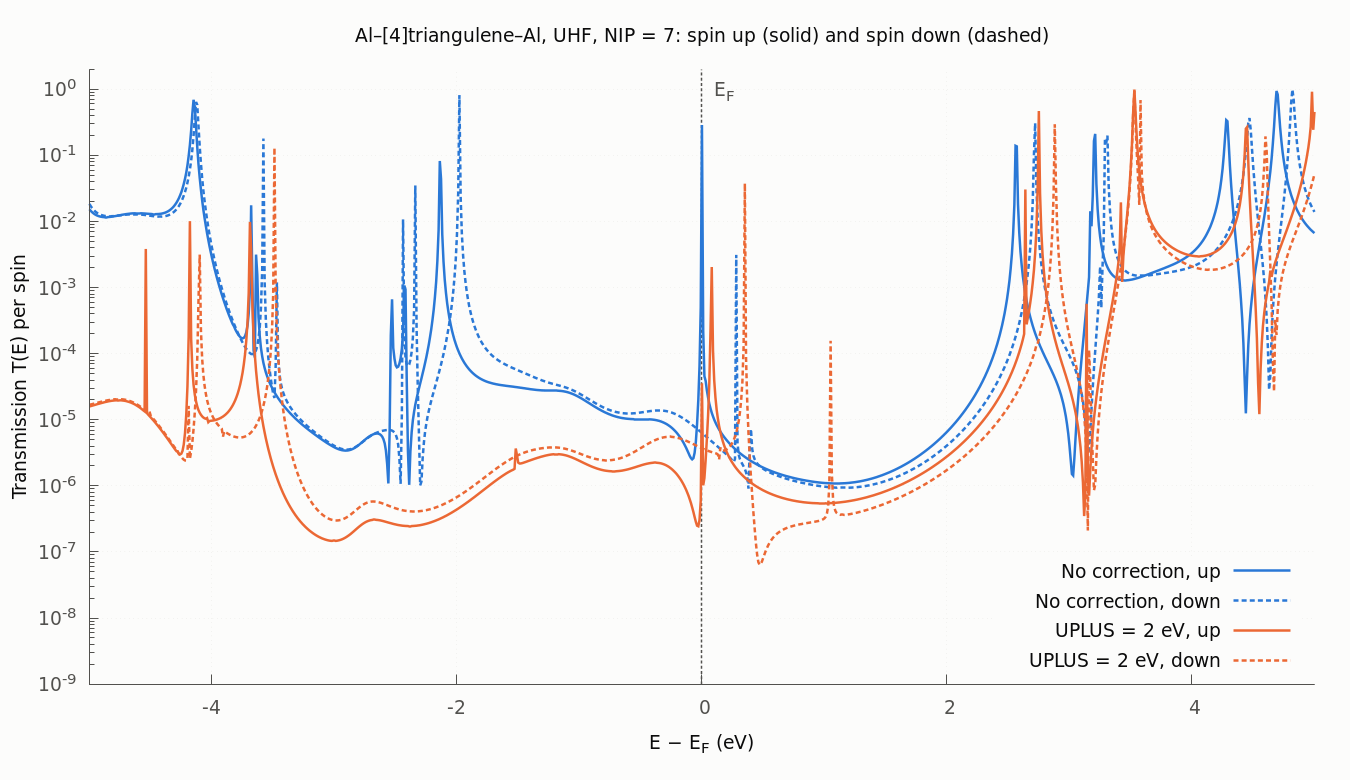 Al–[4]triangulene–Al, UHF, NIP = 7: spin up (solid) and spin down (dashed)
E_F
10^0
10^-1
10^-2
10^-3
10^-4
10^-5
10^-6
10^-7
10^-8
10^-9
Transmission T(E) per spin
No correction, up
No correction, down
UPLUS = 2 eV, up
UPLUS = 2 eV, down
-4 -2 0 2 4
E − E_F (eV)